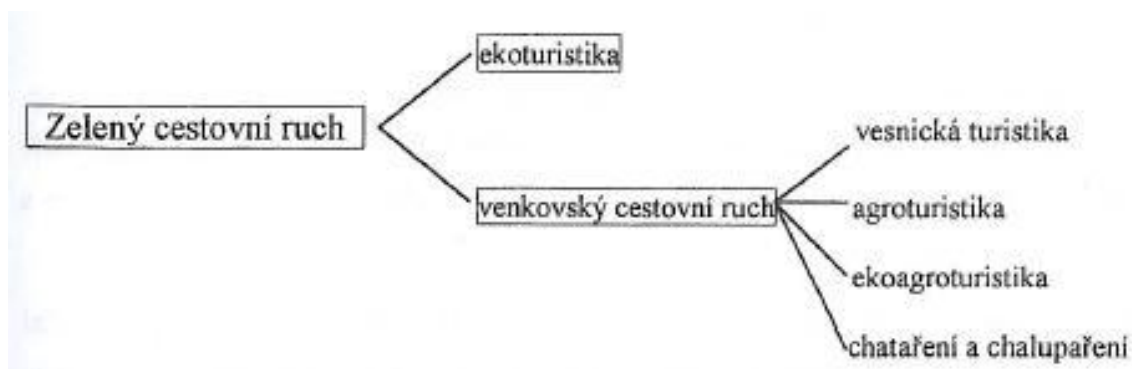 ekoturistika
Zelený cestovní ruch
vesnická turistika
venkovský cestovní ruch
agroturistika
ekoagroturistika
chataření a chalupaření